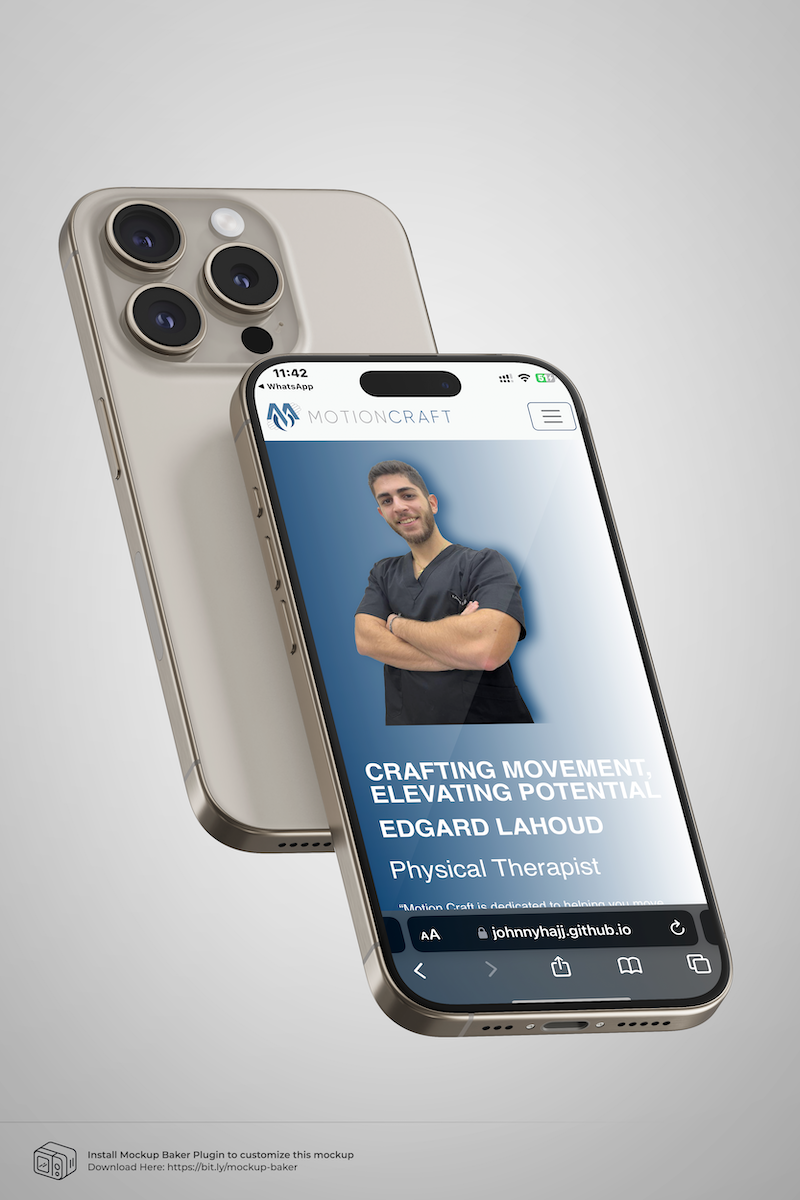 11:42
◀ WhatsApp
61
MOTIONCRAFT
CRAFTING MOVEMENT,
ELEVATING POTENTIAL
EDGARD LAHOUD
Physical Therapist
“Motion Craft is dedicated to helping you move
AA johnnyhajj.github.io
Install Mockup Baker Plugin to customize this mockup
Download Here: https://bit.ly/mockup-baker